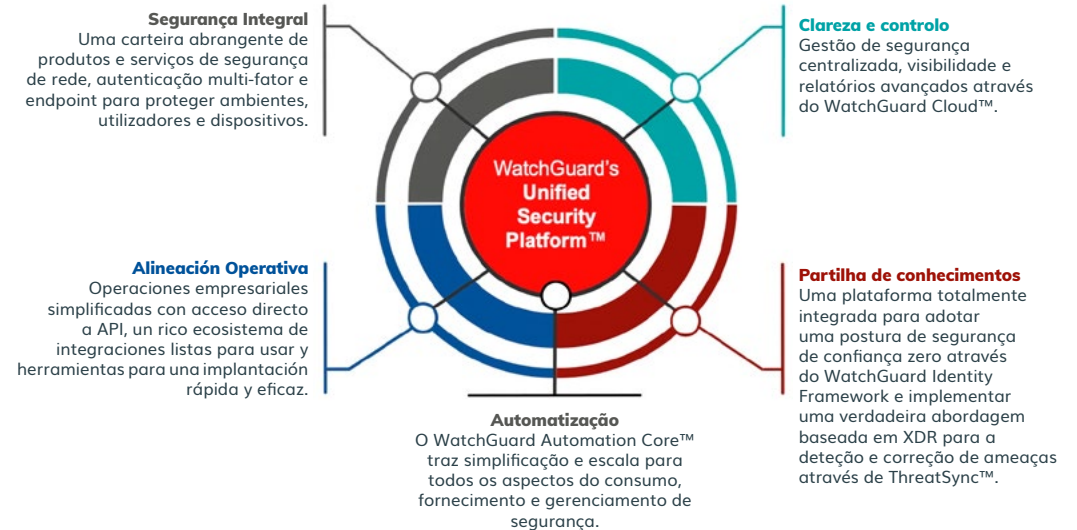 Segurança Integral
Uma carteira abrangente de
produtos e serviços de segurança
de rede, autenticação multi-fator e
endpoint para proteger ambientes,
utilizadores e dispositivos.
Clareza e controlo
Gestão de segurança
centralizada, visibilidade e
relatórios avançados através
do WatchGuard Cloud™.
WatchGuard's
Unified
Security
Platform™
Alineación Operativa
Operaciones empresariales
simplificadas con acceso directo
a API, un rico ecosistema de
integraciones listas para usar y
herramientas para una implantación
rápida y eficaz.
Partilha de conhecimentos
Uma plataforma totalmente
integrada para adotar
uma postura de segurança
de confiança zero através
do WatchGuard Identity
Framework e implementar
uma verdadeira abordagem
baseada em XDR para a
deteção e correção de ameaças
através de ThreatSync™.
Automatização
O WatchGuard Automation Core™
traz simplificação e escala para
todos os aspectos do consumo,
fornecimento e gerenciamento de
segurança.